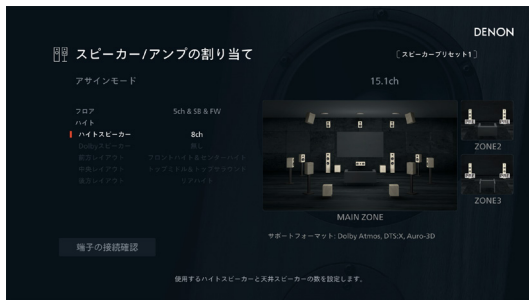 DENON
スピーカー/アンプの割り当て
〔スピーカープリセット1〕
アサインモード
15.1ch
フロア 5ch & SB & FW
ハイト
ハイトスピーカー 8ch
Dolbyスピーカー 無し
前方レイアウト フロントハイト&センターハイト
中央レイアウト トップミドル&トップサラウンド
後方レイアウト リアハイト
ZONE2
ZONE3
MAIN ZONE
サポートフォーマット: Dolby Atmos, DTS:X, Auro-3D
端子の接続確認
使用するハイトスピーカーと天井スピーカーの数を設定します。